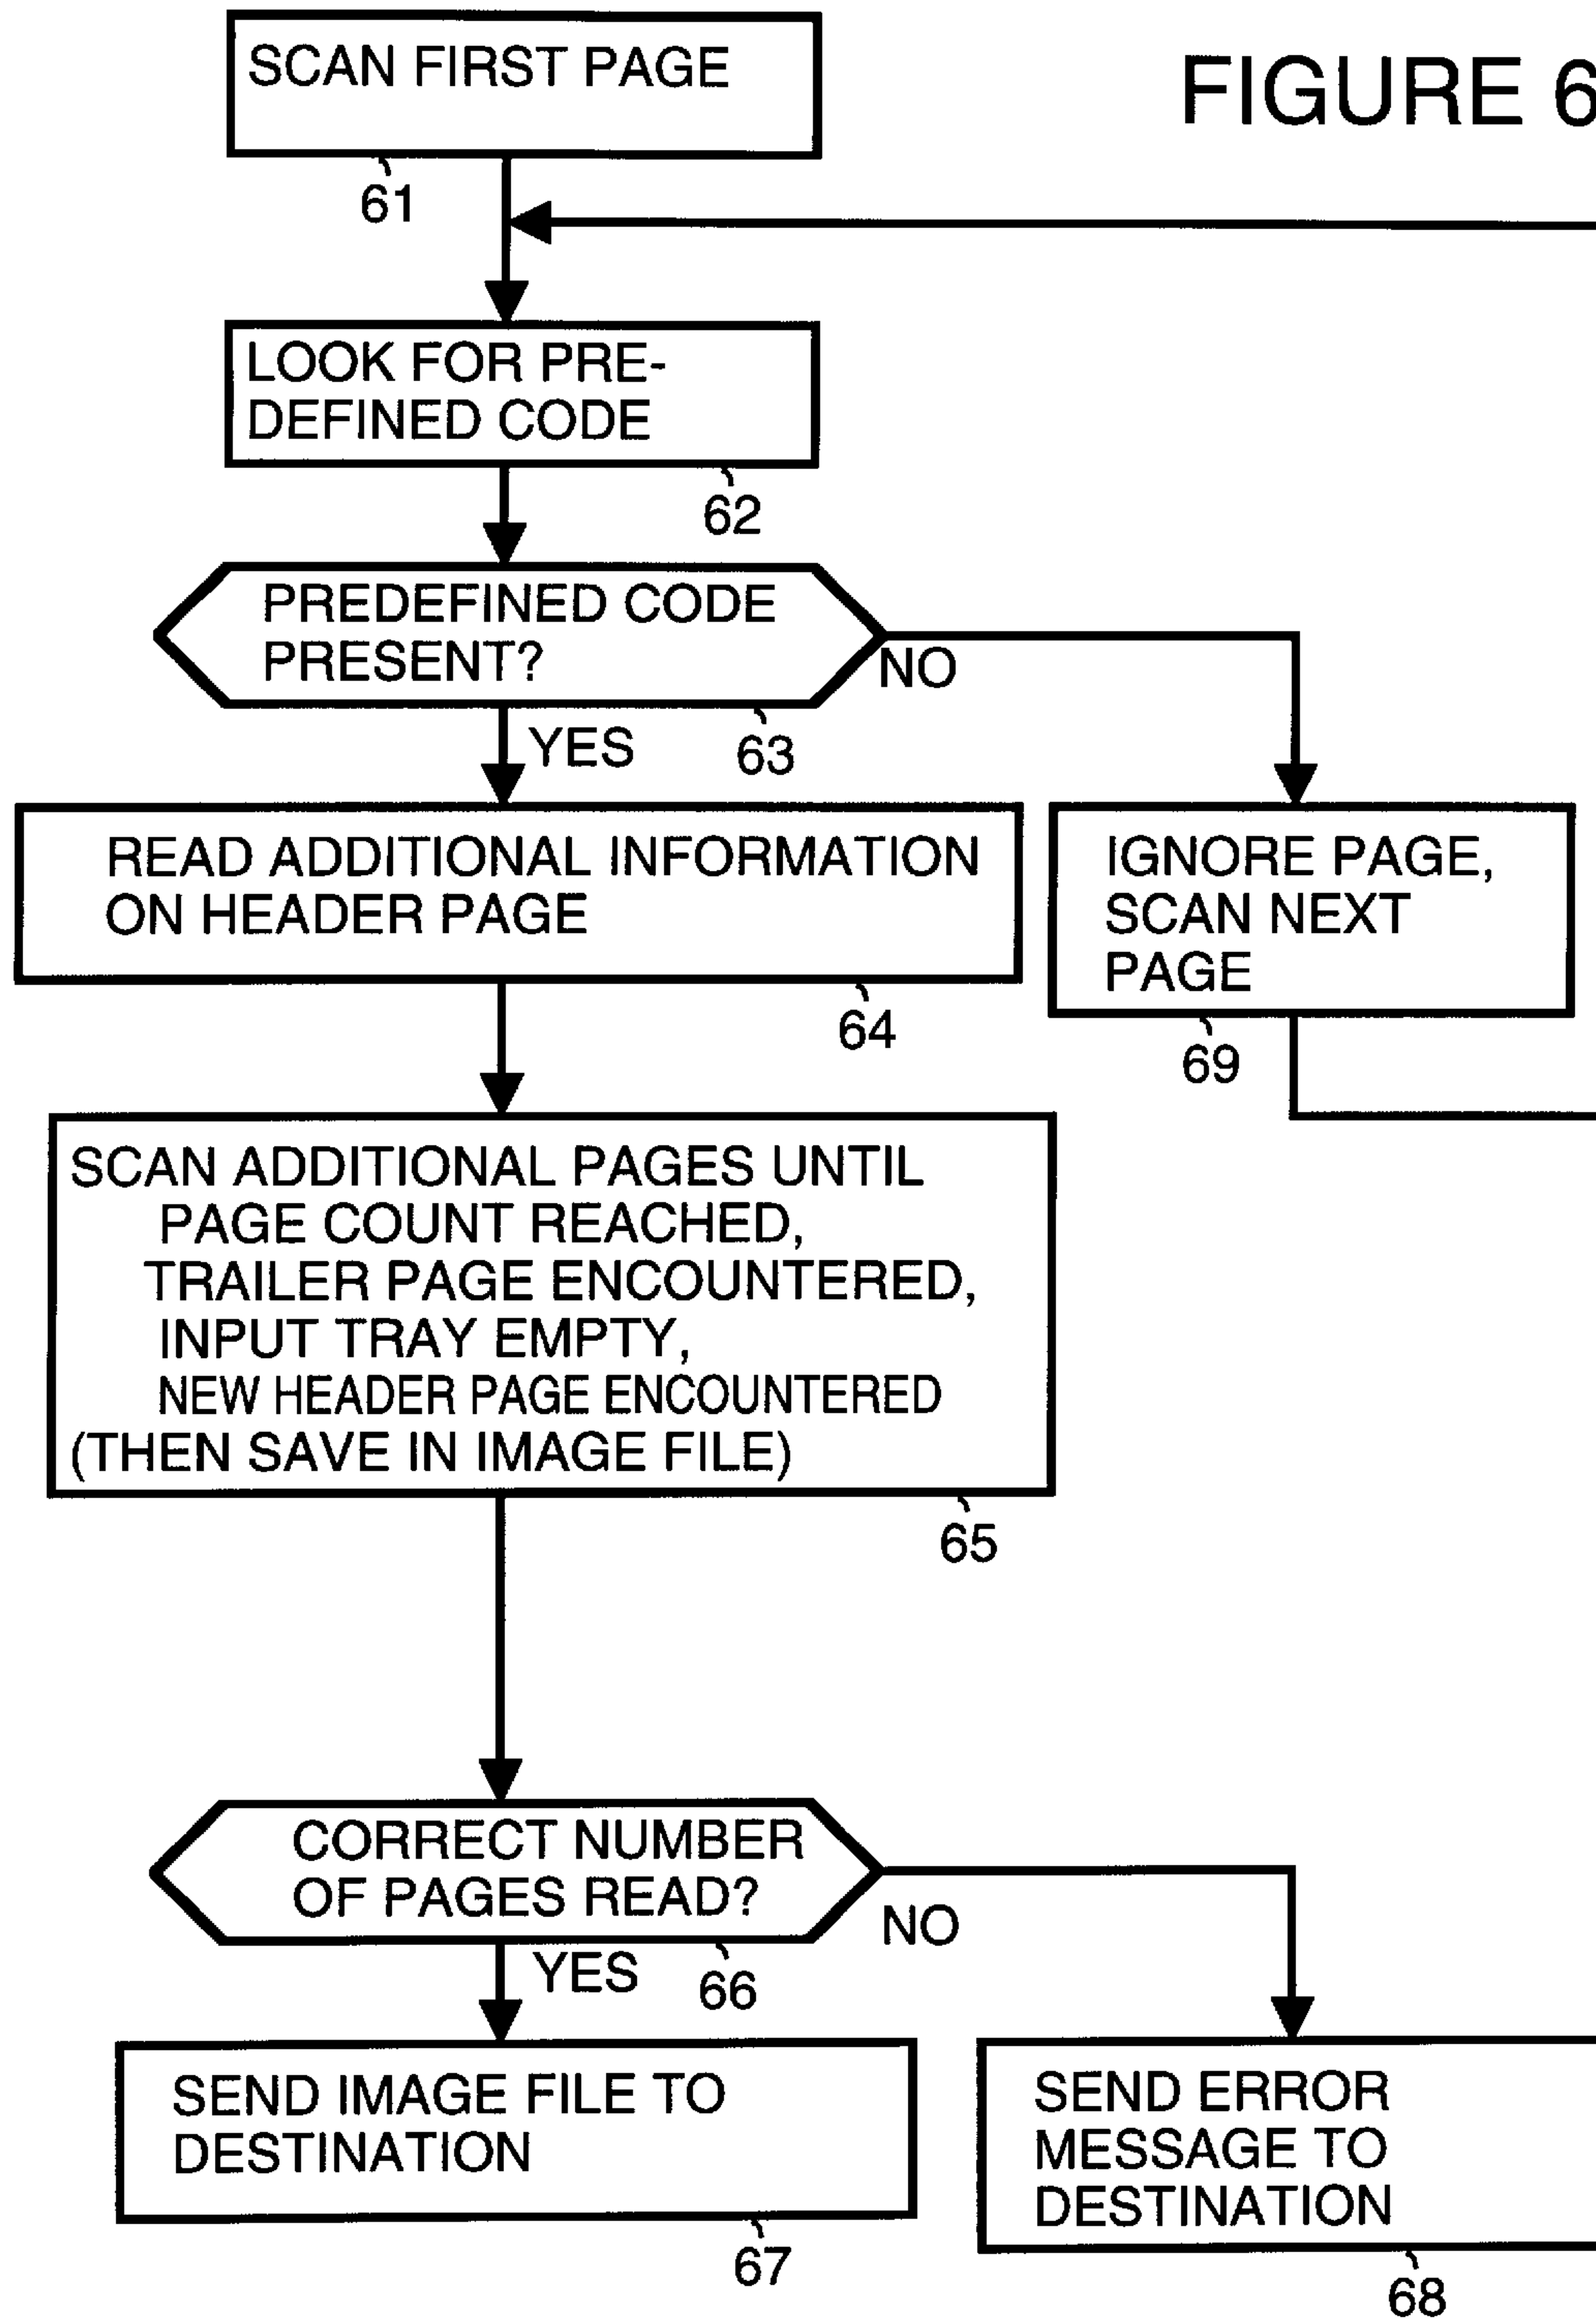 SCAN FIRST PAGE
FIGURE 6
61
LOOK FOR PRE-
DEFINED CODE
62
PREDEFINED CODE
PRESENT?
NO
YES
63
READ ADDITIONAL INFORMATION
ON HEADER PAGE
64
IGNORE PAGE,
SCAN NEXT
PAGE
69
SCAN ADDITIONAL PAGES UNTIL
PAGE COUNT REACHED,
TRAILER PAGE ENCOUNTERED,
INPUT TRAY EMPTY,
NEW HEADER PAGE ENCOUNTERED
(THEN SAVE IN IMAGE FILE)
65
CORRECT NUMBER
OF PAGES READ?
NO
YES
66
SEND IMAGE FILE TO
DESTINATION
67
SEND ERROR
MESSAGE TO
DESTINATION
68